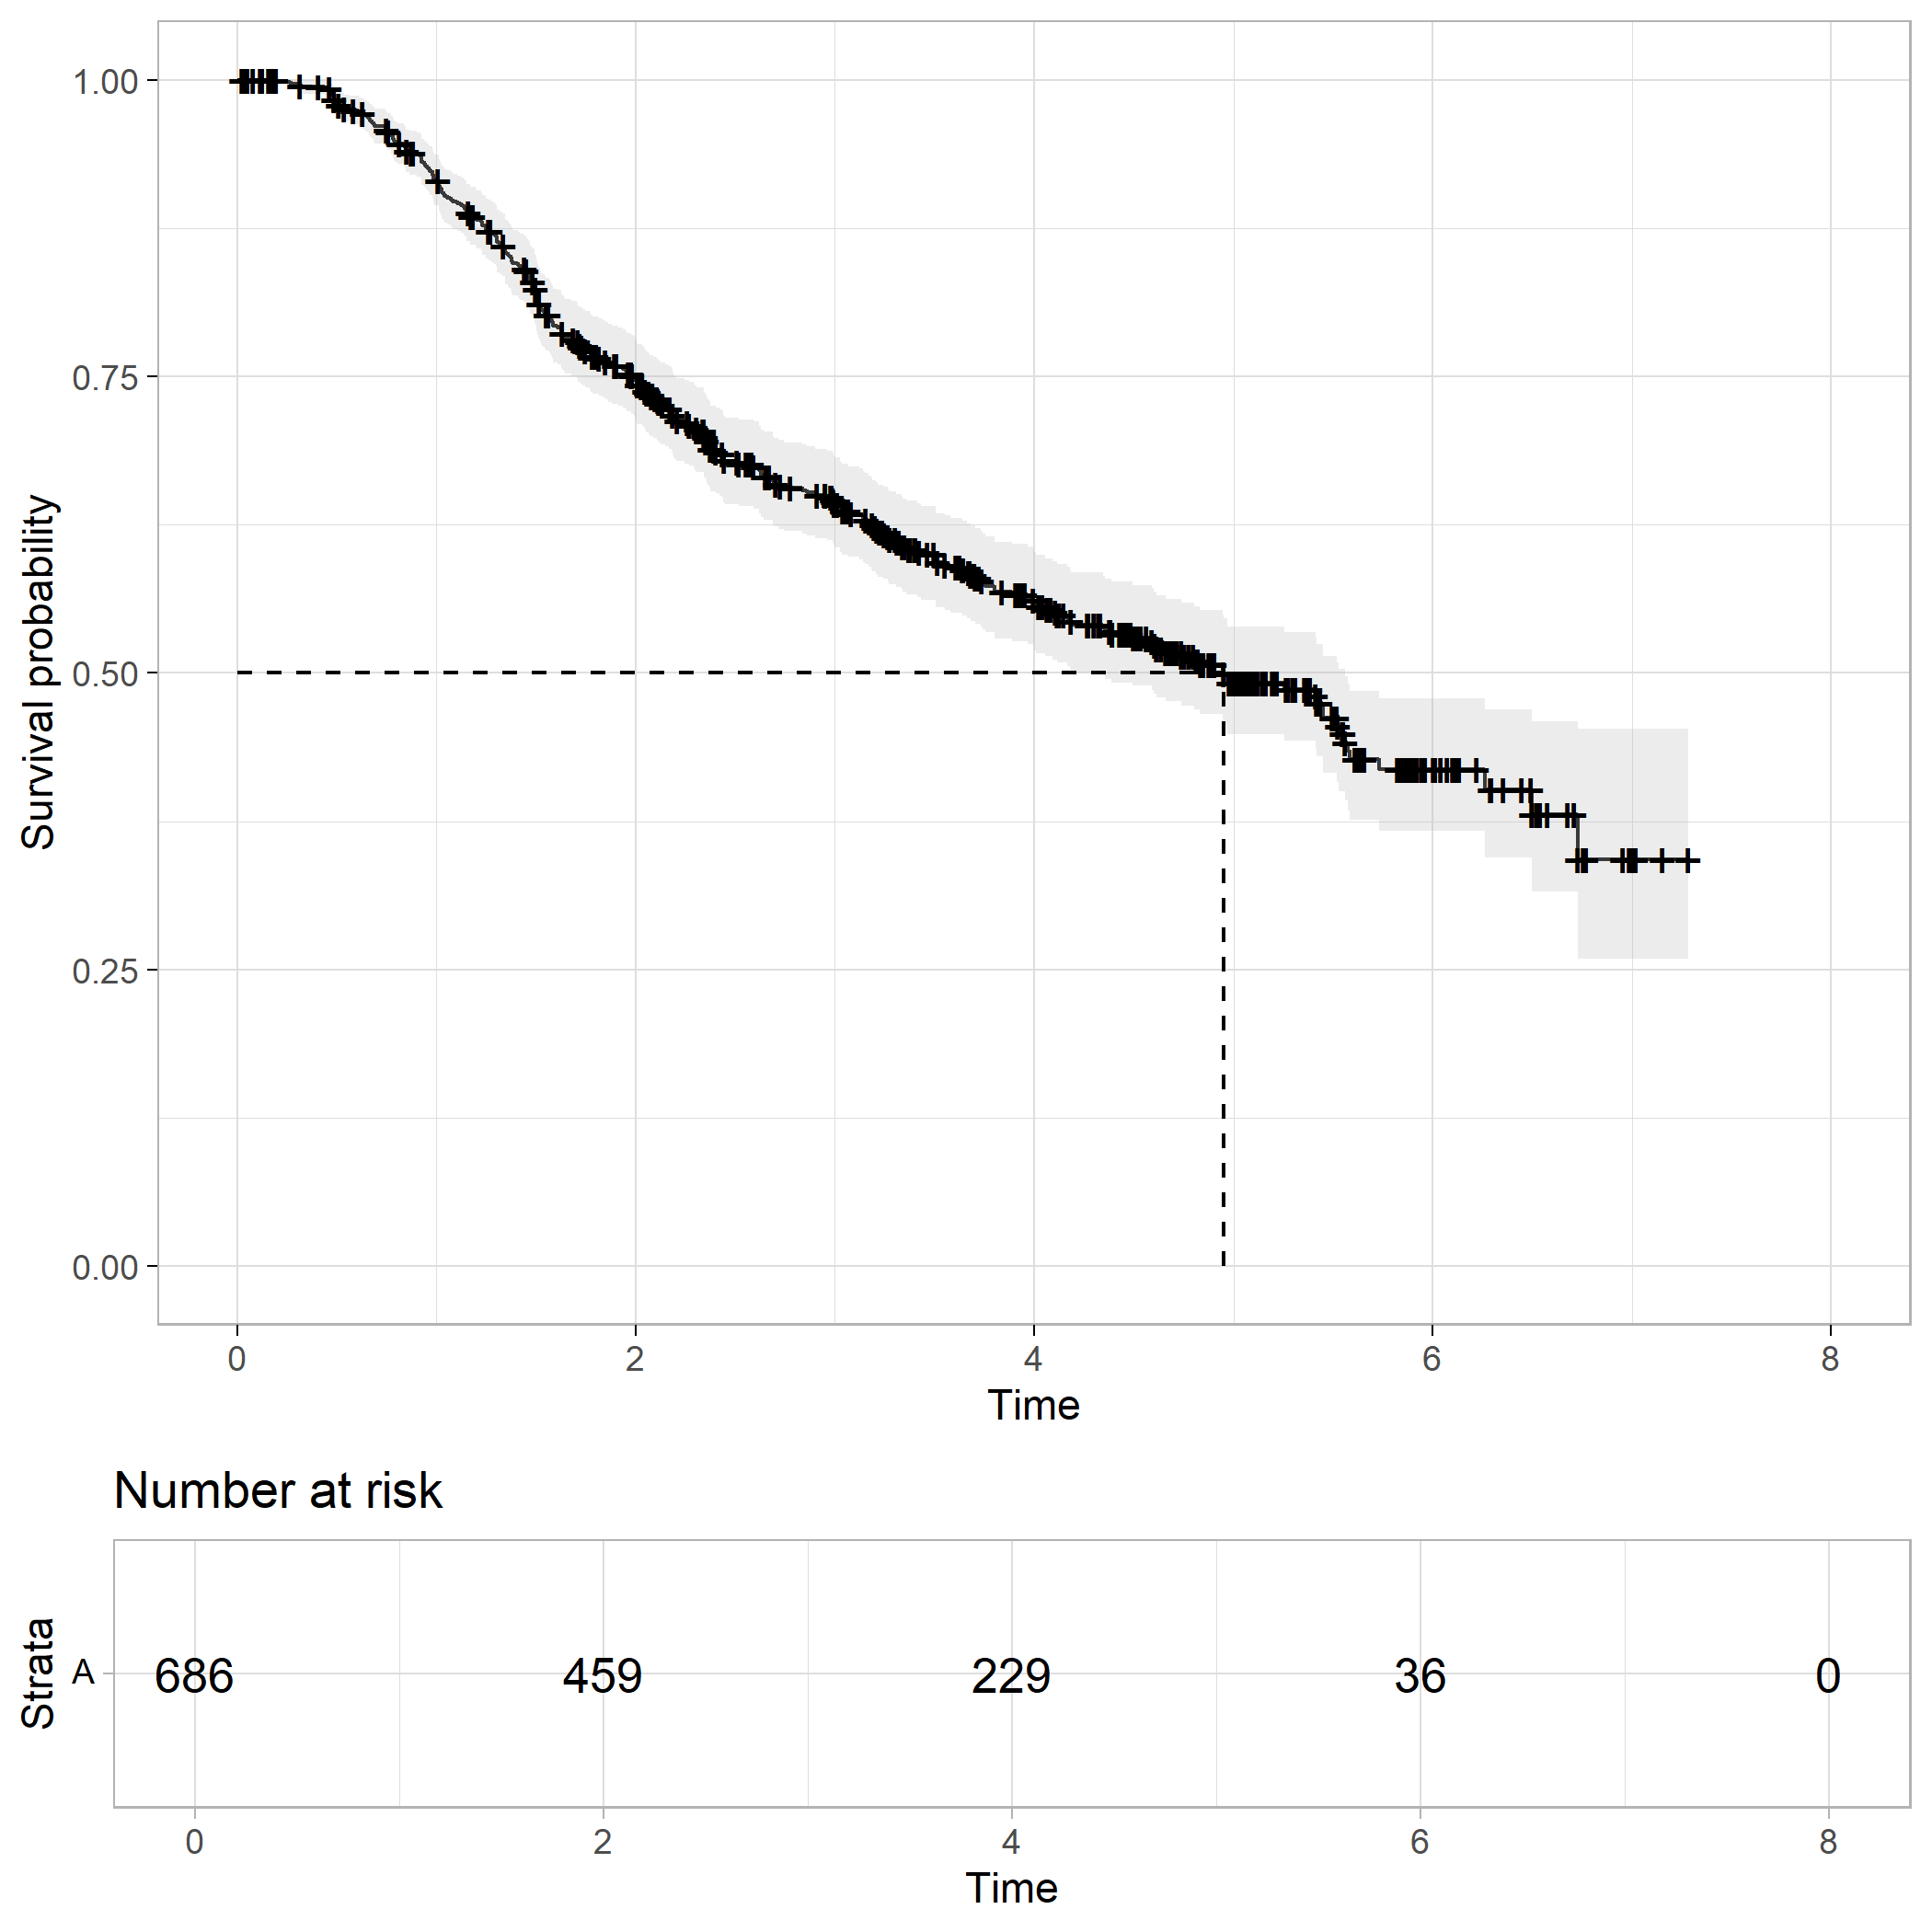 1.00
0.75
0.50
0.25
0.00
Survival probability
0 2 4 6 8
Time
Number at risk
Strata
A 686 459 229 36 0
0 2 4 6 8
Time